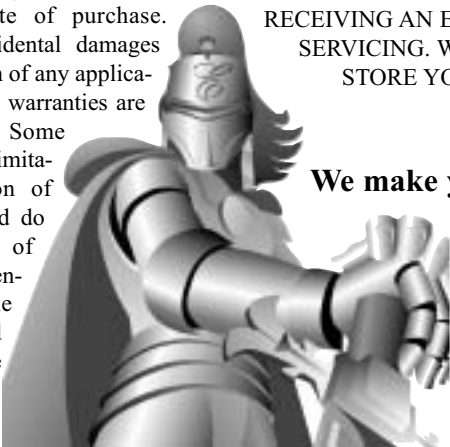 te of purchase.
idental damages
n of any applica-
warranties are
Some
imita-
on of
d do
of
en-
e
RECEIVING AN E
SERVICING. W
STORE YO
We make y